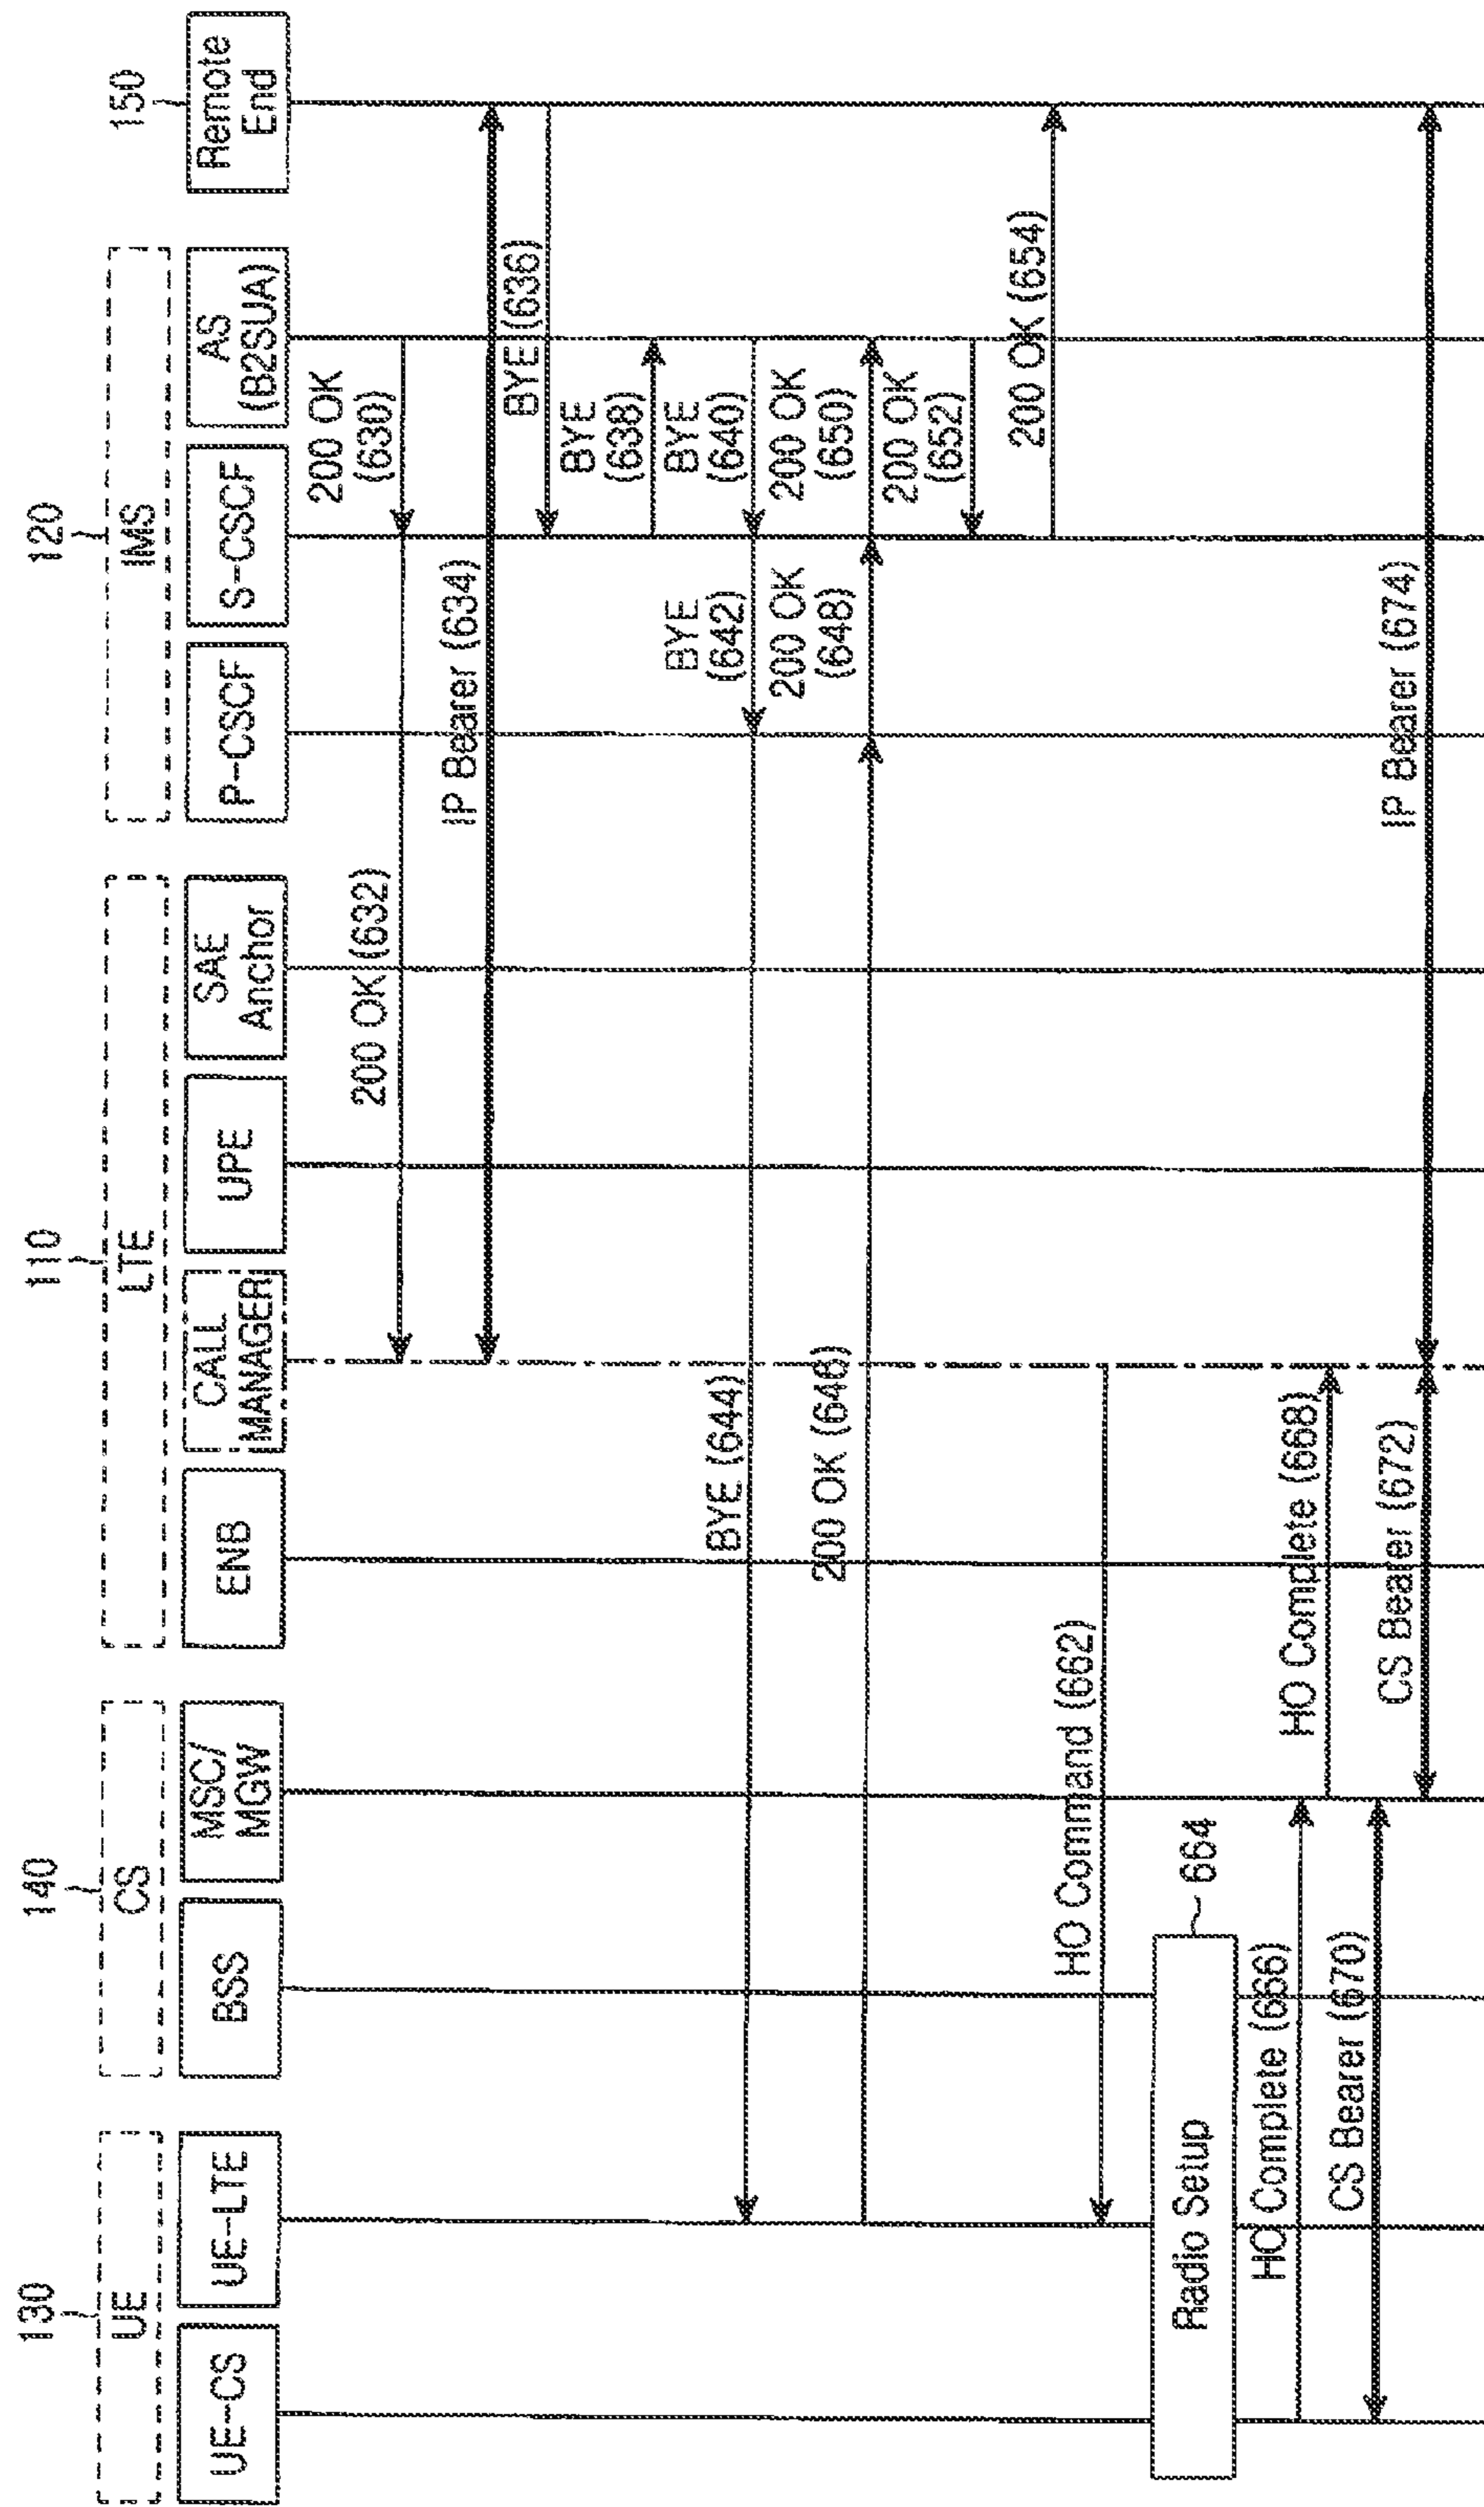 130
140
110
120
150
UE
CS
LTE
IMS
UE-CS
UE-LTE
BSS
MSC/
MGW
ENB
CALL
MANAGER
UPE
SAE
Anchor
P-CSCF
S-CSCF
AS
(B2SUA)
Remote
End
200 OK
(630)
200 OK (632)
IP Bearer (634)
BYE (636)
BYE
(638)
BYE
(640)
BYE
(642)
BYE (644)
200 OK (646)
200 OK
(648)
200 OK
(650)
200 OK
(652)
200 OK (654)
HO Command (662)
Radio Setup
664
HO Complete (666)
HO Complete (668)
CS Bearer (670)
CS Bearer (672)
IP Bearer (674)